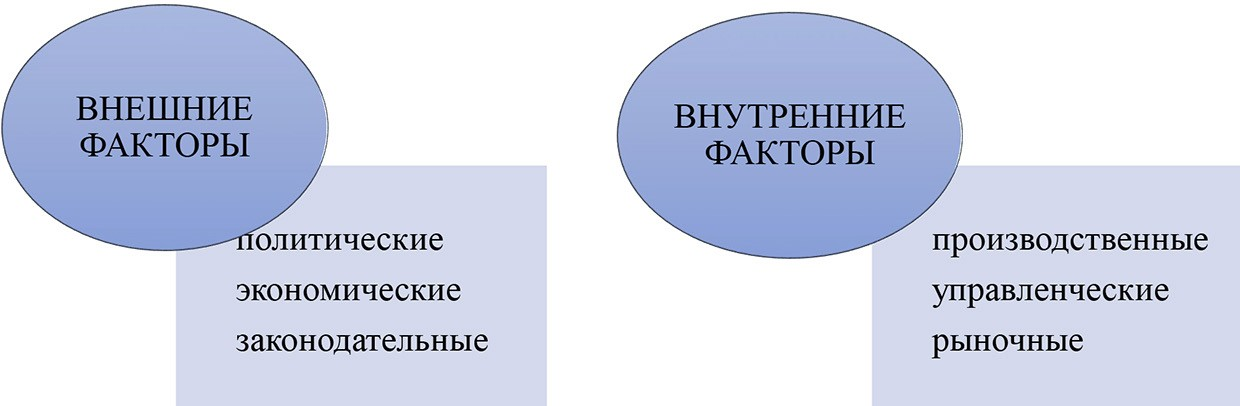 ВНЕШНИЕ
ФАКТОРЫ
политические
экономические
законодательные
ВНУТРЕННИЕ
ФАКТОРЫ
производственные
управленческие
рыночные